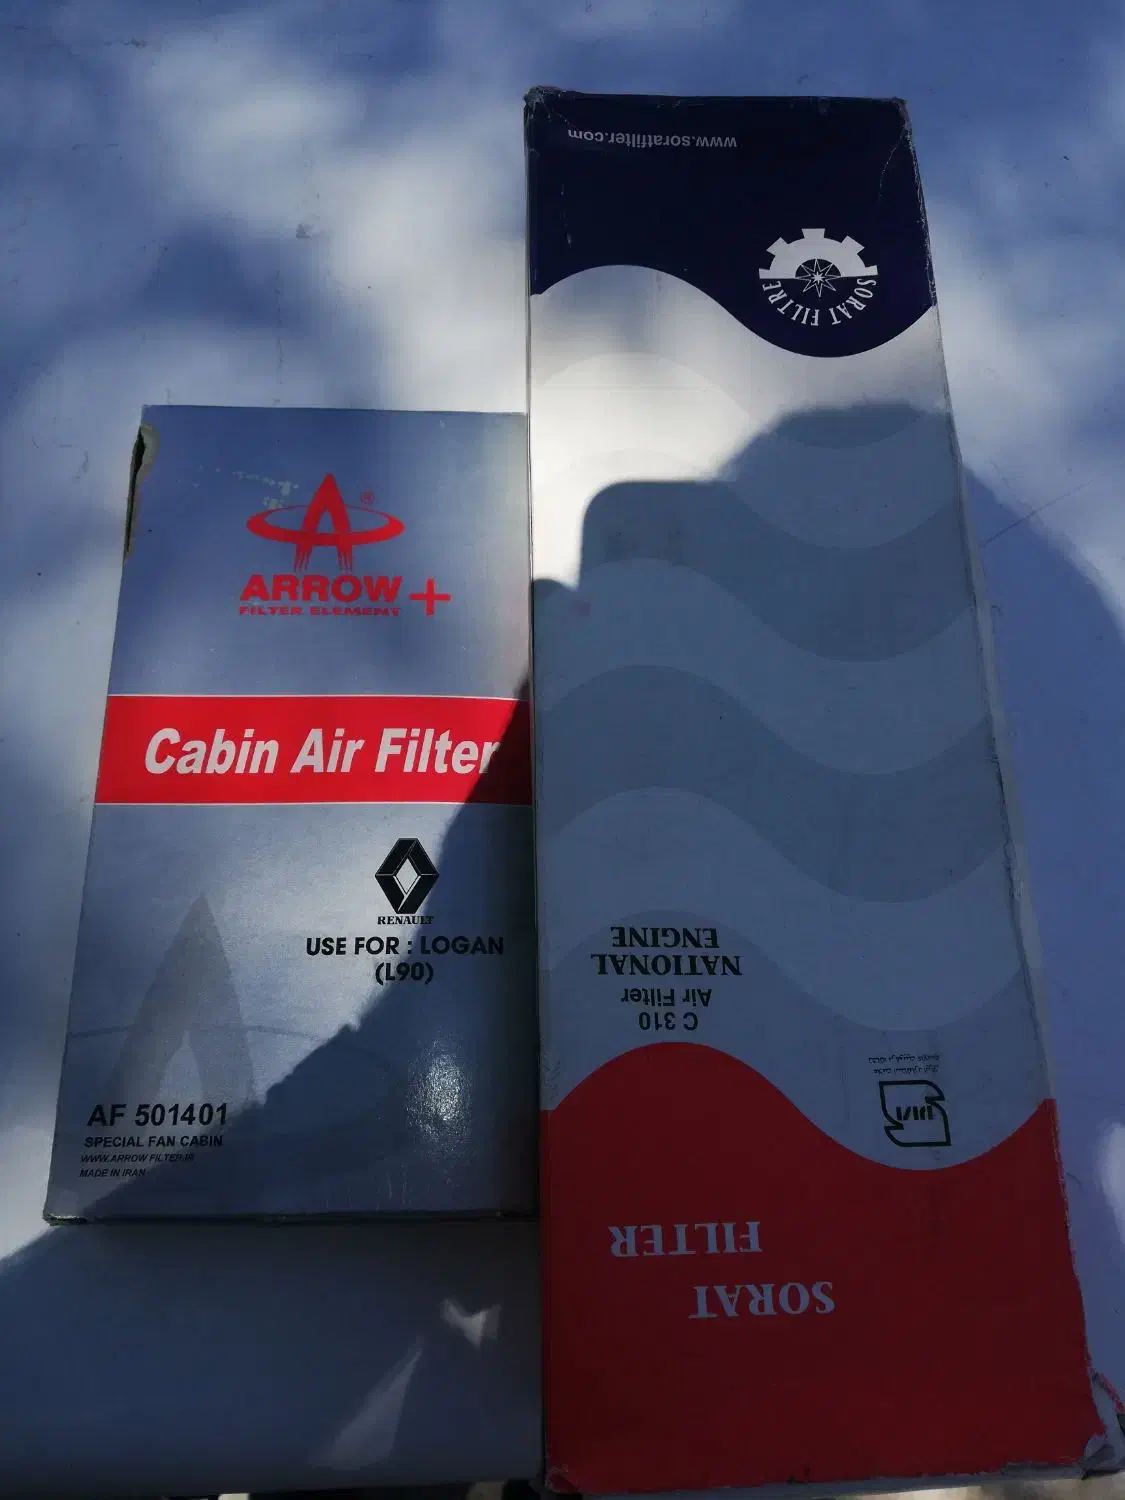 ARROW+
FILTER ELEMENT
®
Cabin Air Filter
RENAULT
USE FOR : LOGAN
(L90)
AF 501401
SPECIAL FAN CABIN
WWW.ARROW FILTER.IR
MADE IN IRAN
SORAT
FILTER
C 310
Air Filter
NATIONAL
ENGINE
SORAT FILTRE
www.soratfilter.com